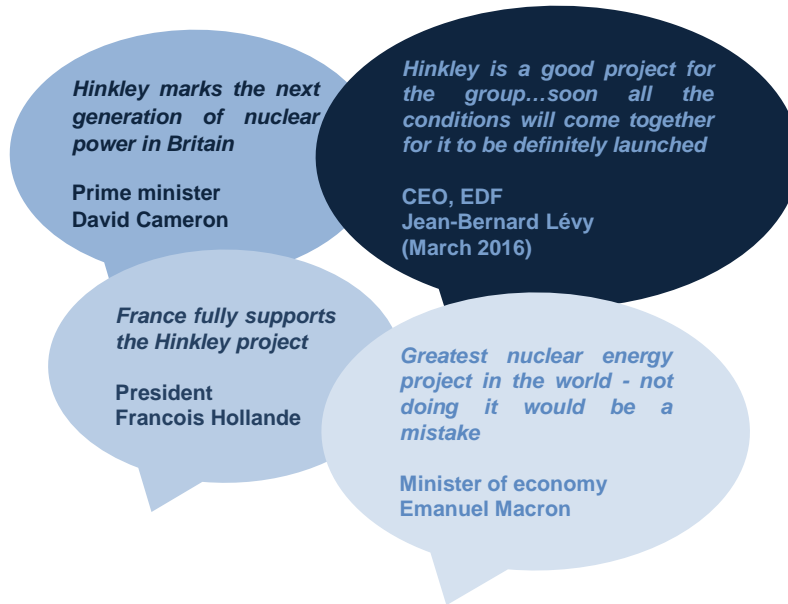 Hinkley marks the next
generation of nuclear
power in Britain
Prime minister
David Cameron
Hinkley is a good project for
the group…soon all the
conditions will come together
for it to be definitely launched
CEO, EDF
Jean-Bernard Lévy
(March 2016)
France fully supports
the Hinkley project
President
Francois Hollande
Greatest nuclear energy
project in the world - not
doing it would be a
mistake
Minister of economy
Emanuel Macron